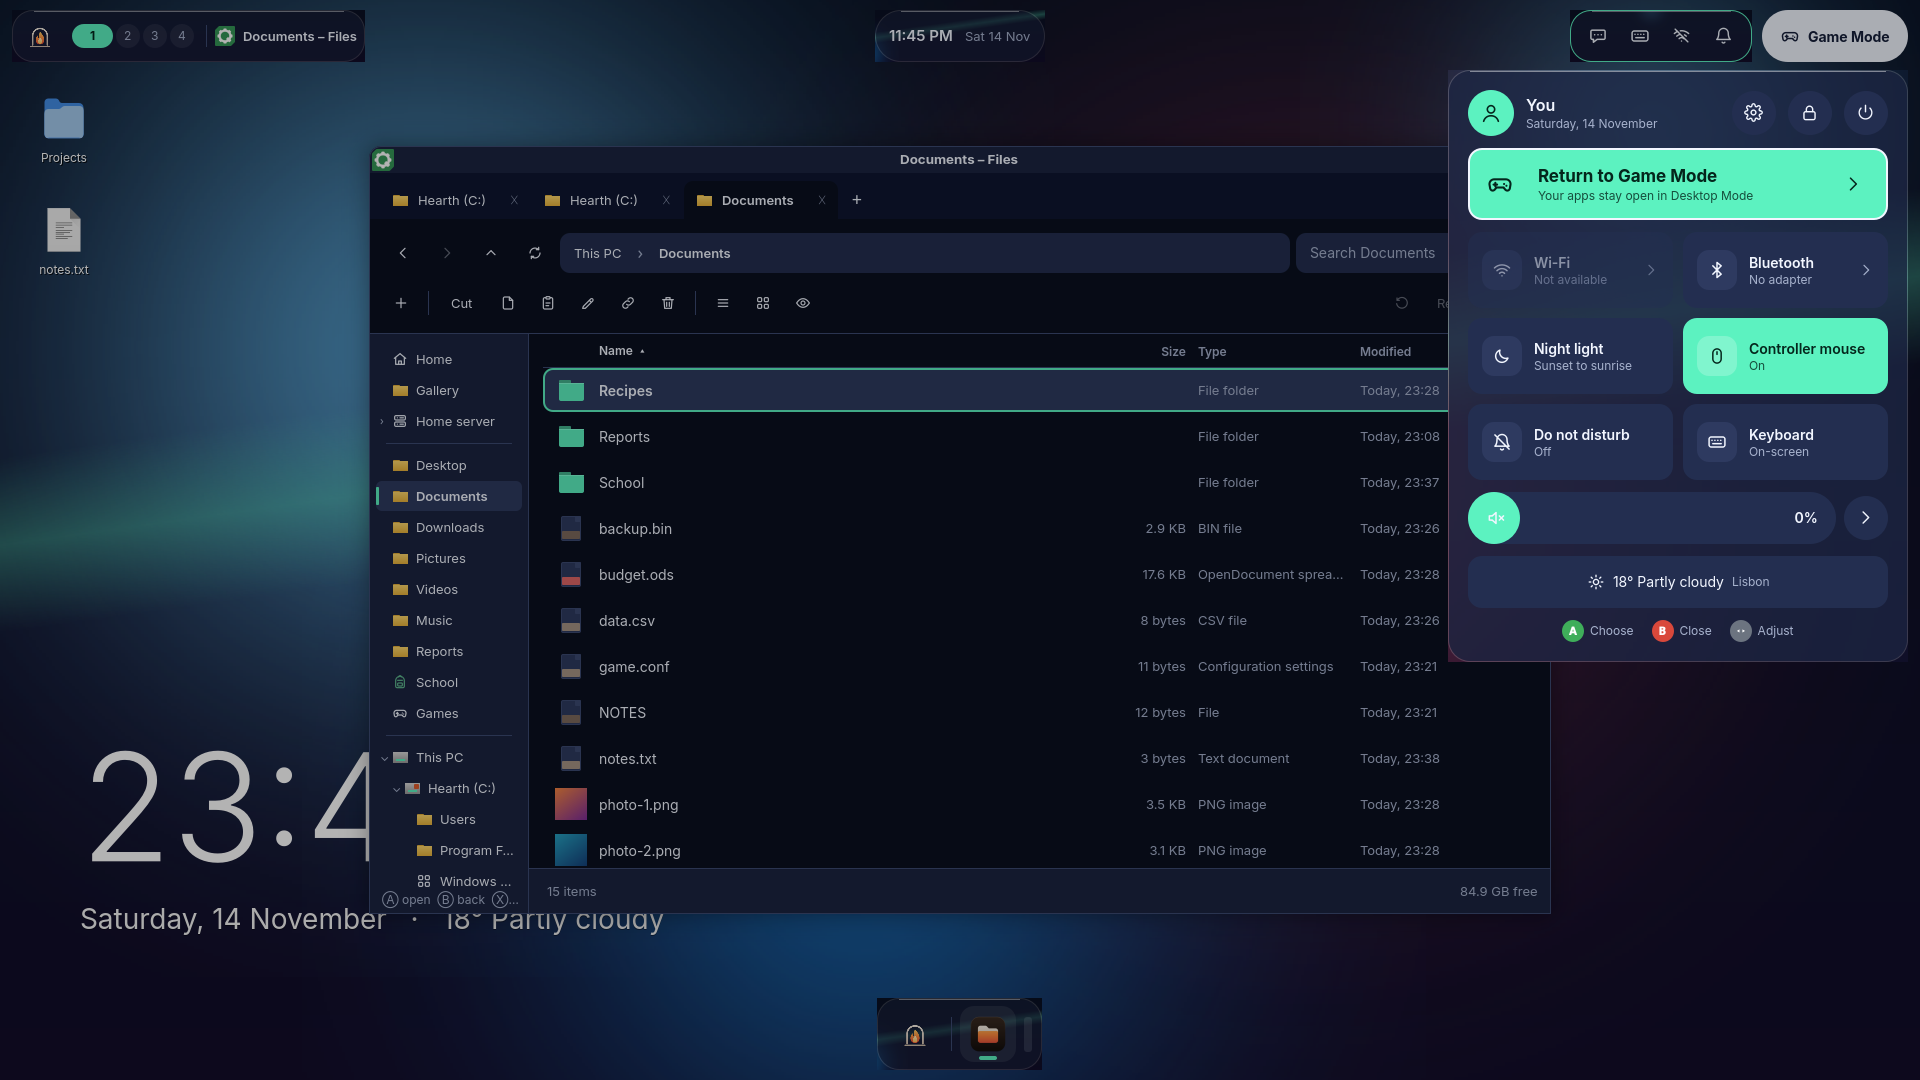 1 2 3 4 Documents – Files
11:45 PM Sat 14 Nov
Game Mode
Projects
notes.txt
Documents – Files
Hearth (C:) X Hearth (C:) X Documents X +
This PC › Documents
Search Documents
Cut
Home
Gallery
Home server
Desktop
Documents
Downloads
Pictures
Videos
Music
Reports
School
Games
This PC
Hearth (C:)
Users
Program F...
Windows ...
A open B back X...
Name Size Type Modified
Recipes File folder Today, 23:28
Reports File folder Today, 23:08
School File folder Today, 23:37
backup.bin 2.9 KB BIN file Today, 23:26
budget.ods 17.6 KB OpenDocument sprea... Today, 23:28
data.csv 8 bytes CSV file Today, 23:26
game.conf 11 bytes Configuration settings Today, 23:21
NOTES 12 bytes File Today, 23:21
notes.txt 3 bytes Text document Today, 23:38
photo-1.png 3.5 KB PNG image Today, 23:28
photo-2.png 3.1 KB PNG image Today, 23:28
15 items 84.9 GB free
You
Saturday, 14 November
Return to Game Mode
Your apps stay open in Desktop Mode
Wi-Fi
Not available
Bluetooth
No adapter
Night light
Sunset to sunrise
Controller mouse
On
Do not disturb
Off
Keyboard
On-screen
0%
18° Partly cloudy Lisbon
A Choose B Close Adjust
23:4
Saturday, 14 November · 18° Partly cloudy